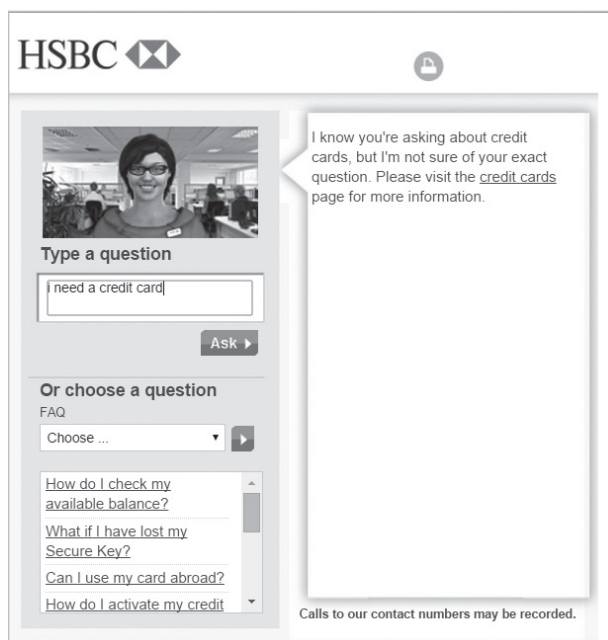 HSBC
I know you're asking about credit
cards, but I'm not sure of your exact
question. Please visit the credit cards
page for more information.
Type a question
i need a credit card
Ask
Or choose a question
FAQ
Choose ...
How do I check my
available balance?
What if I have lost my
Secure Key?
Can I use my card abroad?
How do I activate my credit
Calls to our contact numbers may be recorded.